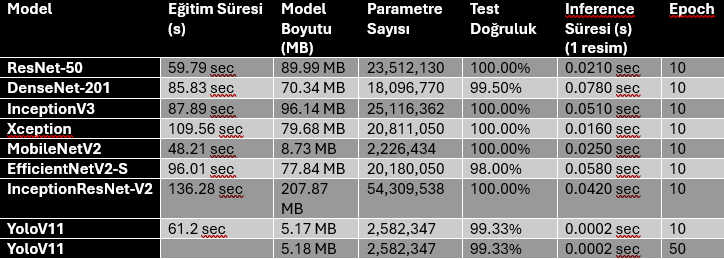 Model Eğitim Süresi (s) Model Boyutu (MB) Parametre Sayısı Test Doğruluk Inference Süresi (s) (1 resim) Epoch
ResNet-50 59.79 sec 89.99 MB 23,512,130 100.00% 0.0210 sec 10
DenseNet-201 85.83 sec 70.34 MB 18,096,770 99.50% 0.0780 sec 10
InceptionV3 87.89 sec 96.14 MB 25,116,362 100.00% 0.0510 sec 10
Xception 109.56 sec 79.68 MB 20,811,050 100.00% 0.0160 sec 10
MobileNetV2 48.21 sec 8.73 MB 2,226,434 100.00% 0.0250 sec 10
EfficientNetV2-S 96.01 sec 77.84 MB 20,180,050 98.00% 0.0580 sec 10
InceptionResNet-V2 136.28 sec 207.87 MB 54,309,538 100.00% 0.0420 sec 10
YoloV11 61.2 sec 5.17 MB 2,582,347 99.33% 0.0002 sec 10
YoloV11 5.18 MB 2,582,347 99.33% 0.0002 sec 50